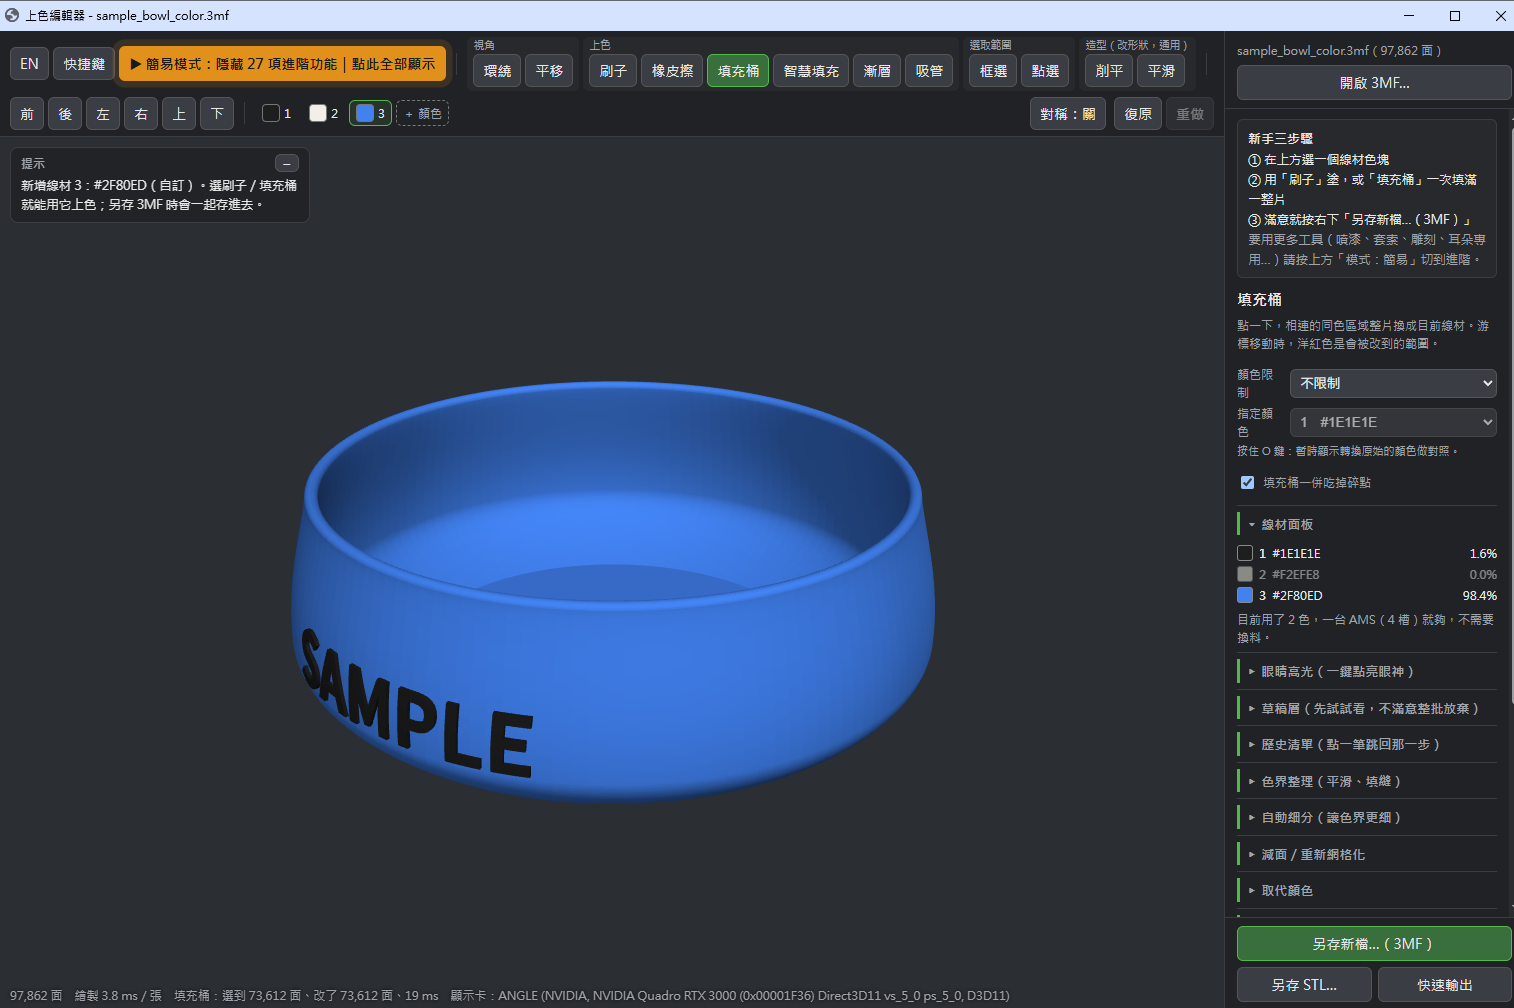 上色編輯器 - sample_bowl_color.3mf
EN
快捷鍵
▶ 簡易模式：隱藏 27 項進階功能｜點此全部顯示
視角
環繞
平移
上色
刷子
橡皮擦
填充桶
智慧填充
漸層
吸管
選取範圍
框選
點選
造型（改形狀，通用）
削平
平滑
前
後
左
右
上
下
1
2
3
+ 顏色
對稱：關
復原
重做
提示
–
新增線材 3：#2F80ED（自訂）。選刷子 / 填充桶
就能用它上色；另存 3MF 時會一起存進去。
SAMPLE
97,862 面 繪製 3.8 ms / 張 填充桶：選到 73,612 面、改了 73,612 面、19 ms 顯示卡：ANGLE (NVIDIA, NVIDIA Quadro RTX 3000 (0x00001F36) Direct3D11 vs_5_0 ps_5_0, D3D11)
sample_bowl_color.3mf（97,862 面）
開啟 3MF...
新手三步驟
① 在上方選一個線材色塊
② 用「刷子」塗，或「填充桶」一次填滿
一整片
③ 滿意就按右下「另存新檔...（3MF）」
要用更多工具（噴漆、套索、雕刻、耳朵專
用...）請按上方「模式：簡易」切到進階。
填充桶
點一下，相連的同色區域整片換成目前線材。游
標移動時，洋紅色是會被改到的範圍。
顏色限
制
不限制
指定顏
色
1 #1E1E1E
按住 O 鍵：暫時顯示轉換原始的顏色做對照。
填充桶一併吃掉碎點
▾ 線材面板
1 #1E1E1E 1.6%
2 #F2EFE8 0.0%
3 #2F80ED 98.4%
目前用了 2 色，一台 AMS（4 槽）就夠，不需要
換料。
▸ 眼睛高光（一鍵點亮眼神）
▸ 草稿層（先試試看，不滿意整批放棄）
▸ 歷史清單（點一筆跳回那一步）
▸ 色界整理（平滑、填縫）
▸ 自動細分（讓色界更細）
▸ 減面 / 重新網格化
▸ 取代顏色
另存新檔...（3MF）
另存 STL...
快速輸出